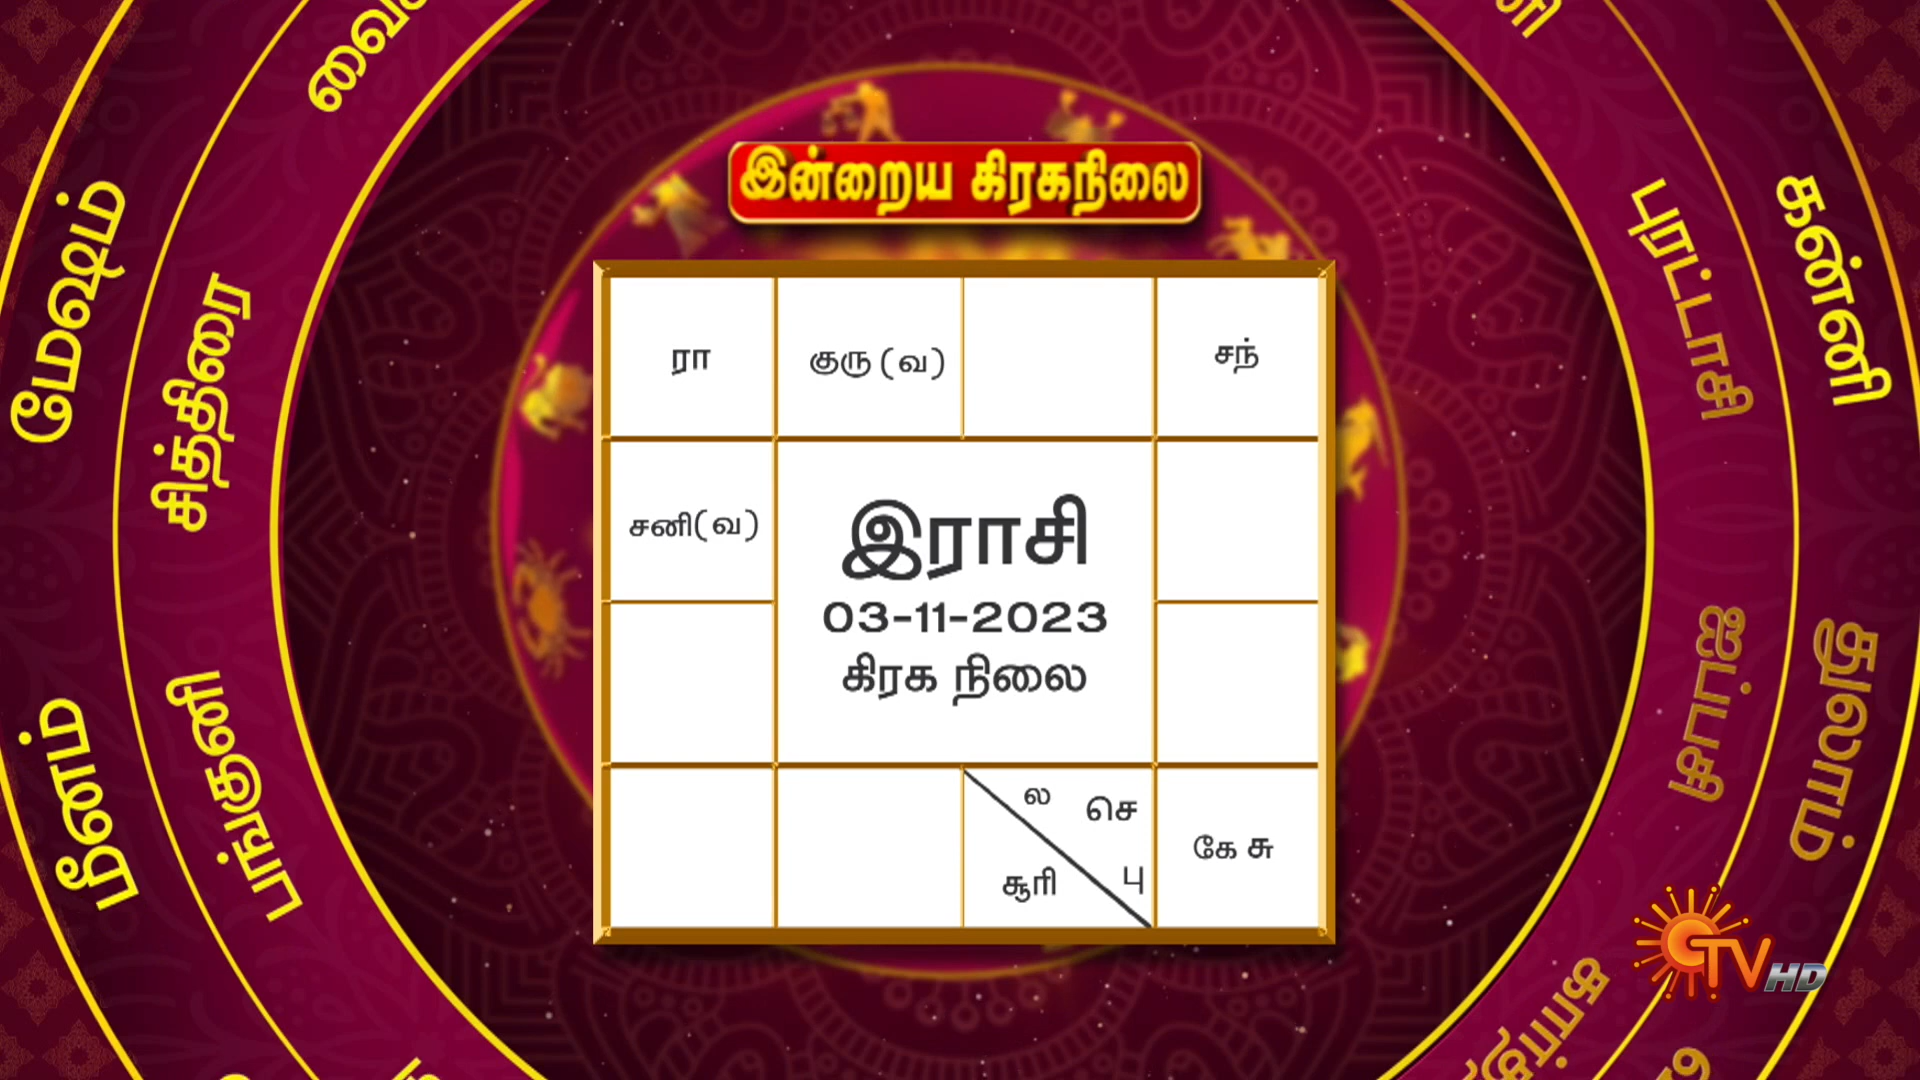 இன்றைய கிரகநிலை
ரா
குரு (வ)
சந்
சனி(வ)
இராசி
03-11-2023
கிரக நிலை
ல
செ
சூரி
பு
கே சு
மேஷம்
சித்திரை
மீனம்
பங்குனி
கன்னி
புரட்டாசி
துலாம்
ஐப்பசி
TV HD